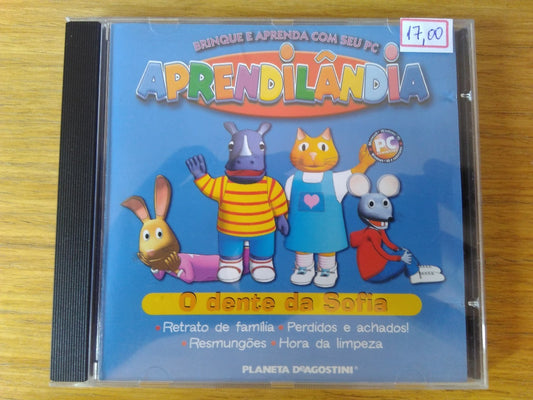 17,00
BRINQUE E APRENDA COM SEU PC
APRENDILÂNDIA
PC
O dente da Sofia
• Retrato de família • Perdidos e achados!
• Resmungões • Hora da limpeza
PLANETA DEAGOSTINI